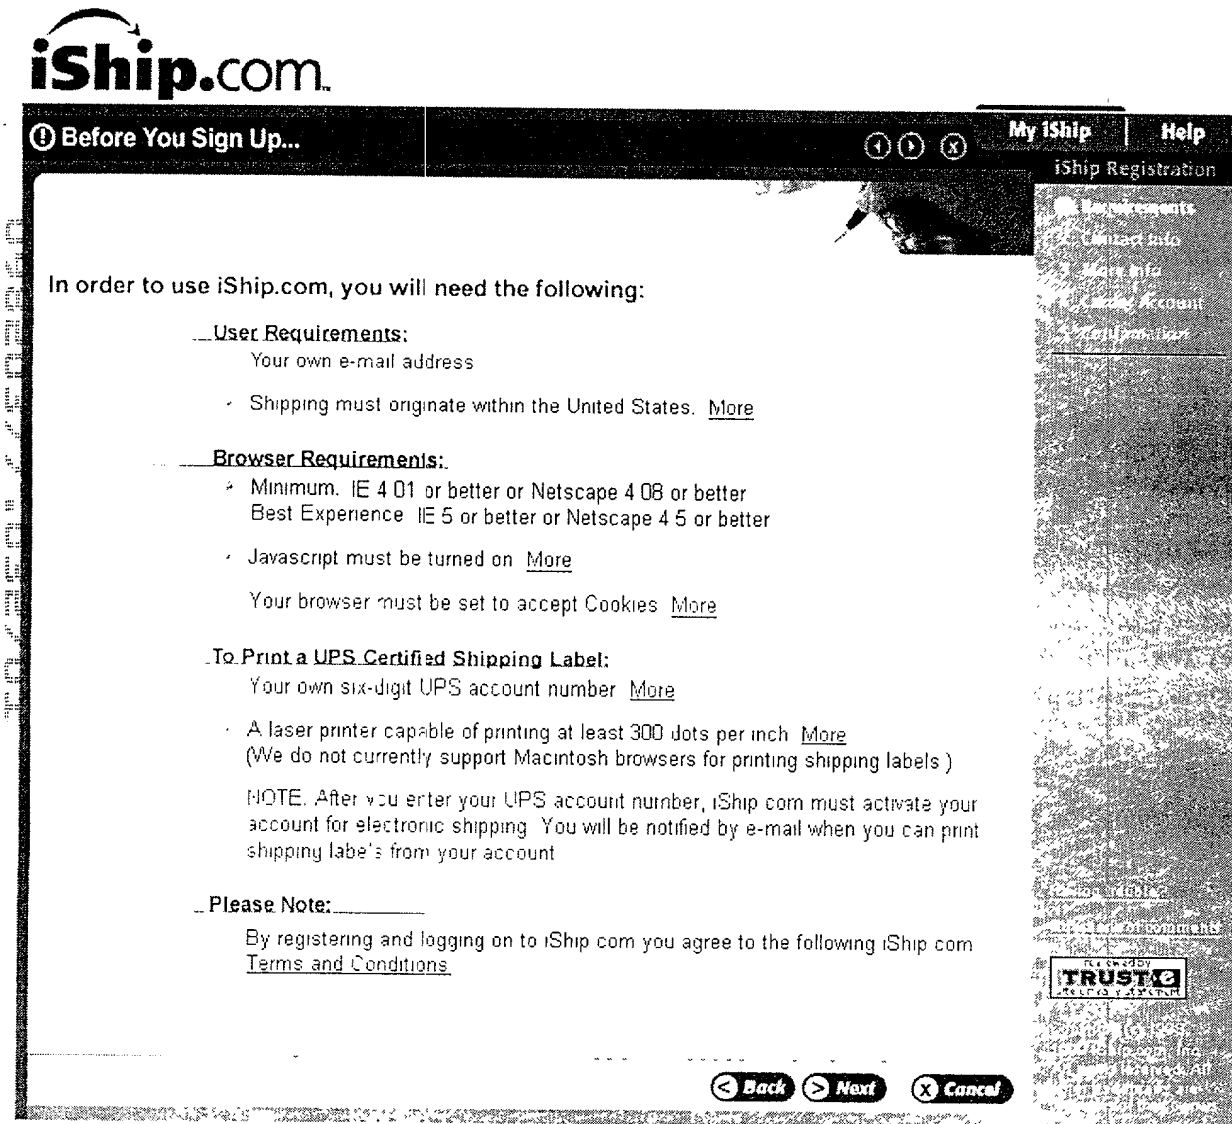 iShip.com
Before You Sign Up...
My iShip | Help
iShip Registration
Requirements
Contact Info
More Info
Account
Confirmation
In order to use iShip.com, you will need the following:
User Requirements:
Your own e-mail address
Shipping must originate within the United States. More
Browser Requirements:
Minimum. IE 4 01 or better or Netscape 4 08 or better
Best Experience IE 5 or better or Netscape 4 5 or better
Javascript must be turned on More
Your browser must be set to accept Cookies More
To Print a UPS Certified Shipping Label:
Your own six-digit UPS account number More
A laser printer capable of printing at least 300 dots per inch More
(We do not currently support Macintosh browsers for printing shipping labels )
NOTE. After you enter your UPS account number, iShip com must activate your
account for electronic shipping You will be notified by e-mail when you can print
shipping labels from your account
Please Note:
By registering and logging on to iShip com you agree to the following iShip com
Terms and Conditions
TRUSTe
Back Next Cancel